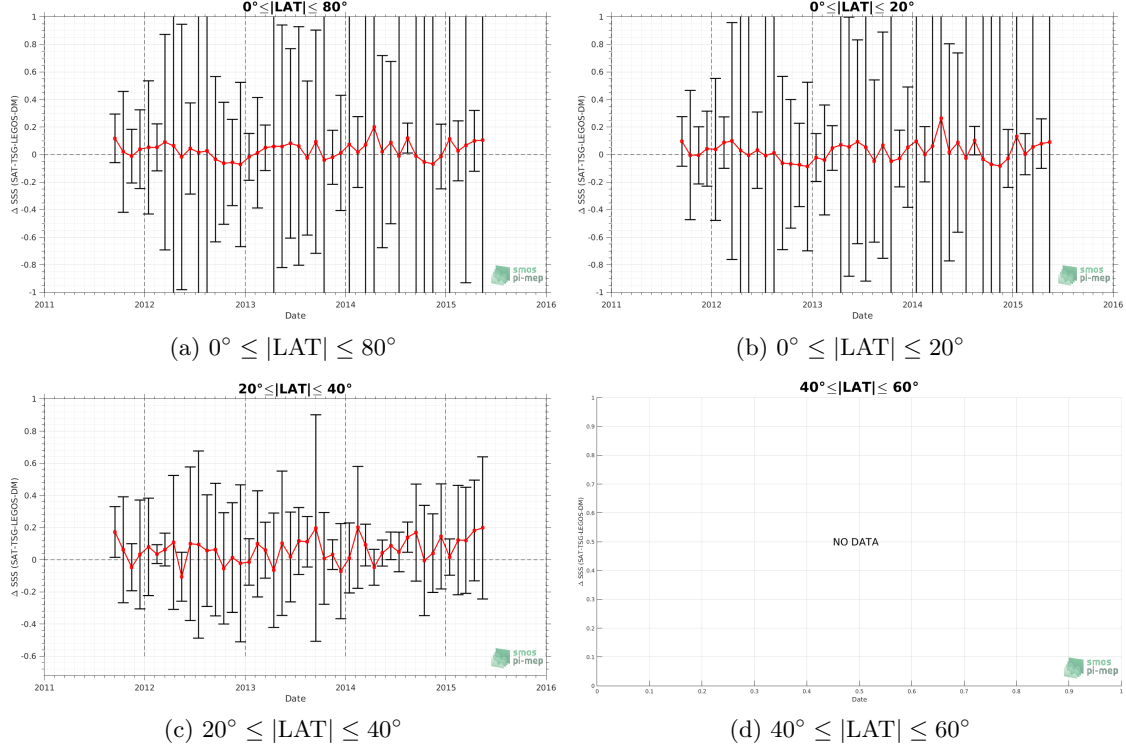 0°≤|LAT|≤ 80°
1
0.8
0.6
0.4
0.2
0
-0.2
-0.4
-0.6
-0.8
-1
Δ SSS (SAT-TSG-LEGOS-DM)
2011 2012 2013 2014 2015 2016
Date
smos
pi-mep
(a) 0° ≤ |LAT| ≤ 80°
0°≤|LAT|≤ 20°
1
0.8
0.6
0.4
0.2
0
-0.2
-0.4
-0.6
-0.8
-1
Δ SSS (SAT-TSG-LEGOS-DM)
2011 2012 2013 2014 2015 2016
Date
smos
pi-mep
(b) 0° ≤ |LAT| ≤ 20°
20°≤|LAT|≤ 40°
1
0.8
0.6
0.4
0.2
0
-0.2
-0.4
-0.6
Δ SSS (SAT-TSG-LEGOS-DM)
2011 2012 2013 2014 2015 2016
Date
smos
pi-mep
(c) 20° ≤ |LAT| ≤ 40°
40°≤|LAT|≤ 60°
1
0.9
0.8
0.7
0.6
0.5
0.4
0.3
0.2
0.1
0
Δ SSS (SAT-TSG-LEGOS-DM)
NO DATA
0 0.1 0.2 0.3 0.4 0.5 0.6 0.7 0.8 0.9 1
Date
smos
pi-mep
(d) 40° ≤ |LAT| ≤ 60°